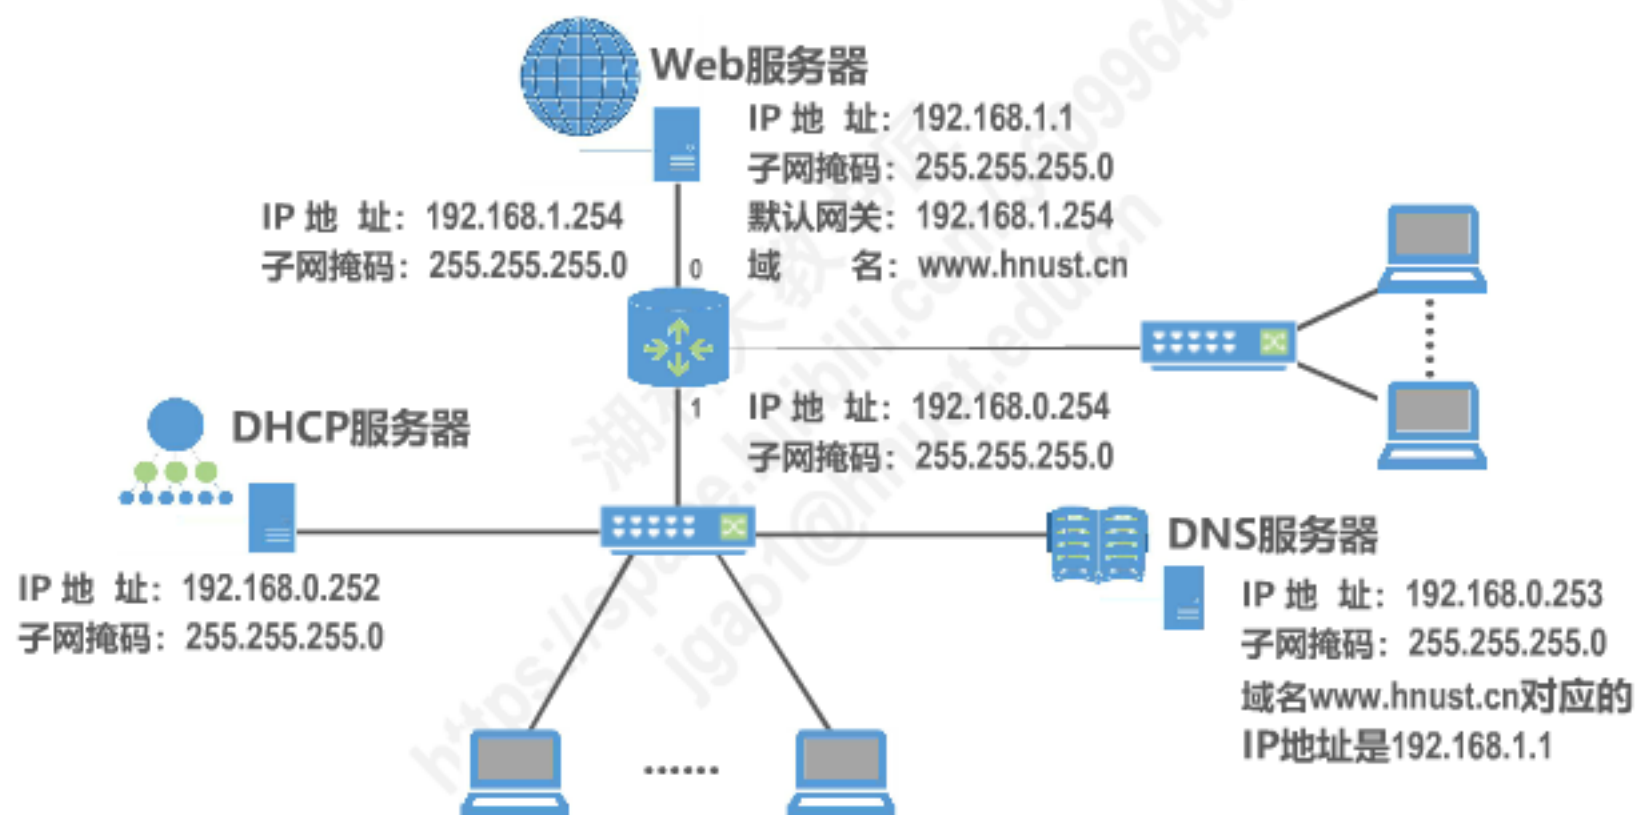 Web服务器
IP 地 址：192.168.1.1
子网掩码：255.255.255.0
默认网关：192.168.1.254
域 名：www.hnust.cn
IP 地 址：192.168.1.254
子网掩码：255.255.255.0
0
1
IP 地 址：192.168.0.254
子网掩码：255.255.255.0
DHCP服务器
IP 地 址：192.168.0.252
子网掩码：255.255.255.0
DNS服务器
IP 地 址：192.168.0.253
子网掩码：255.255.255.0
域名www.hnust.cn对应的
IP地址是192.168.1.1
jgao1@hnust.edu.cn